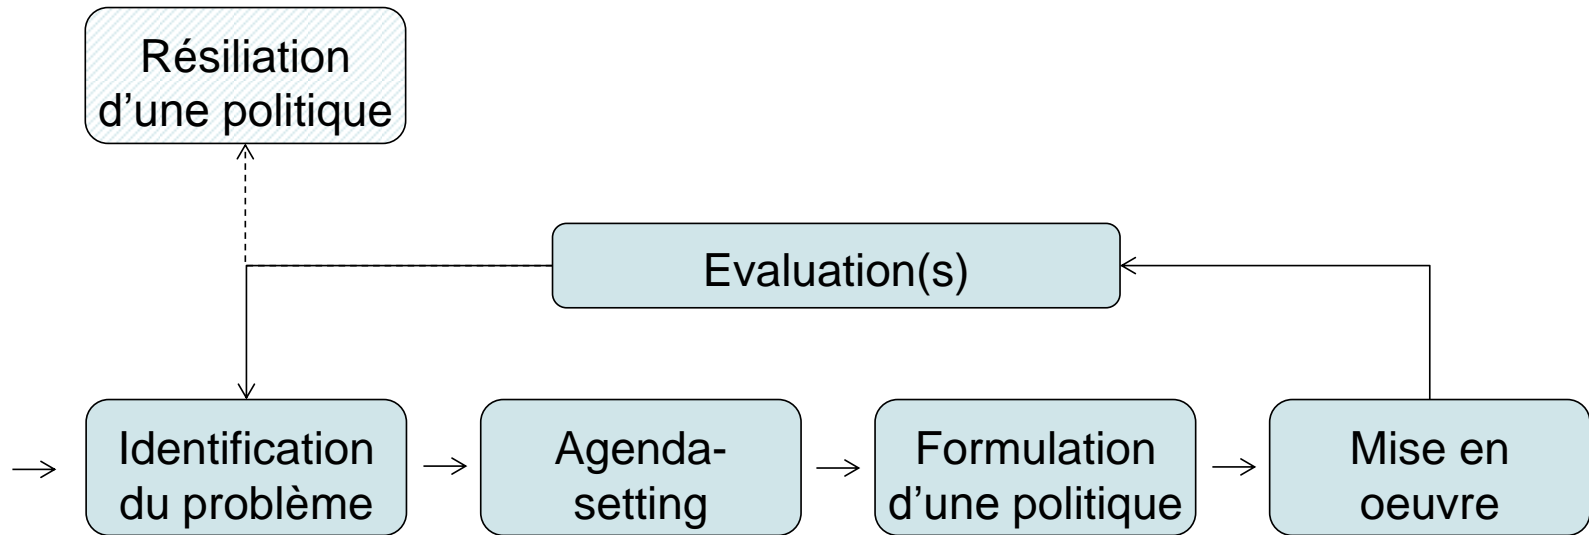 Résiliation
d’une politique
Evaluation(s)
Identification
du problème
Agenda-
setting
Formulation
d’une politique
Mise en
oeuvre